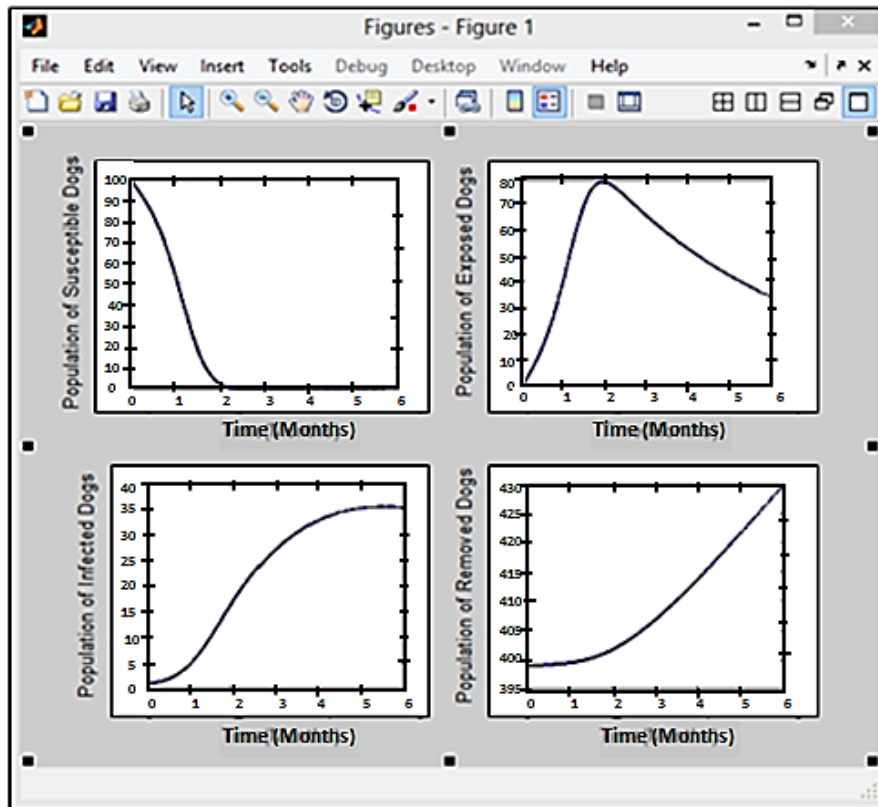 Figures - Figure 1
File Edit View Insert Tools Debug Desktop Window Help
Population of Susceptible Dogs
100
90
80
70
60
50
40
30
20
10
0
0 1 2 3 4 5 6
Time (Months)
Population of Exposed Dogs
80
70
60
50
40
30
20
10
0
0 1 2 3 4 5 6
Time (Months)
Population of Infected Dogs
40
35
30
25
20
15
10
5
0
0 1 2 3 4 5 6
Time (Months)
Population of Removed Dogs
430
425
420
419
410
409
400
395
0 1 2 3 4 5 6
Time (Months)